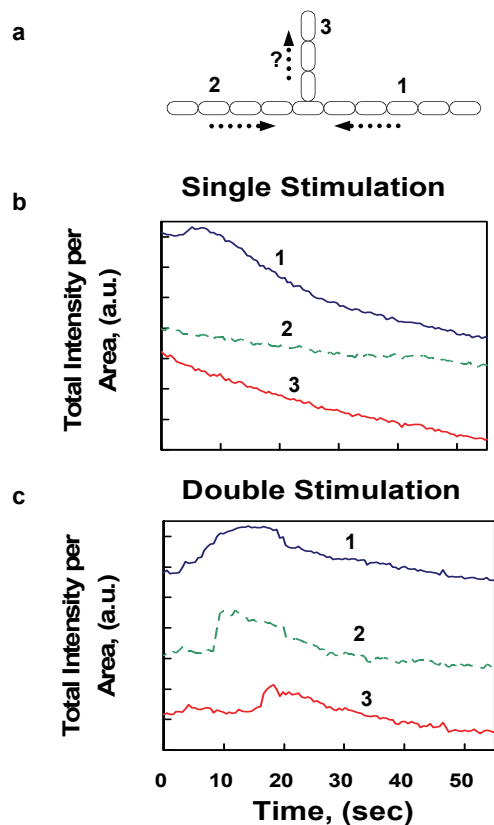 a
3
?
2
1
b
Single Stimulation
Total Intensity per
Area, (a.u.)
1
2
3
c
Double Stimulation
Total Intensity per
Area, (a.u.)
1
2
3
0 10 20 30 40 50
Time, (sec)